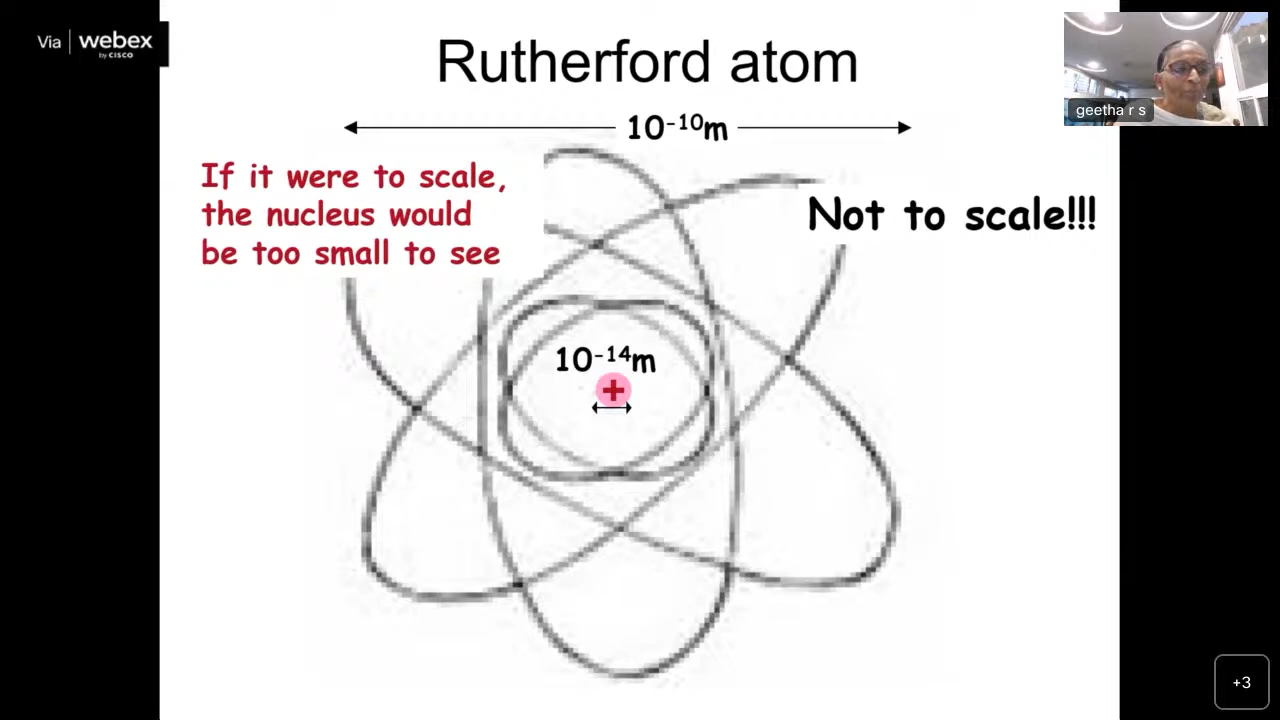 Via | webex
by CISCO
Rutherford atom
geetha r s
10⁻¹⁰m
If it were to scale,
the nucleus would
be too small to see
Not to scale!!!
10⁻¹⁴m
+
+3